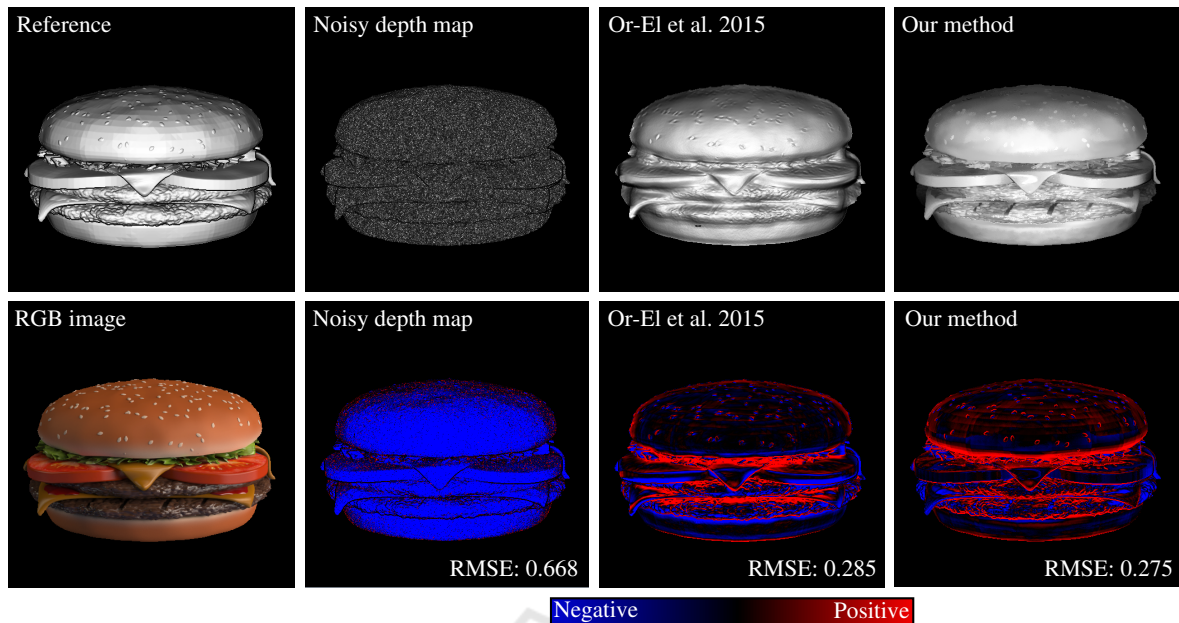 Reference
Noisy depth map
Or-El et al. 2015
Our method
RGB image
Noisy depth map
Or-El et al. 2015
Our method
RMSE: 0.668
RMSE: 0.285
RMSE: 0.275
Negative
Positive